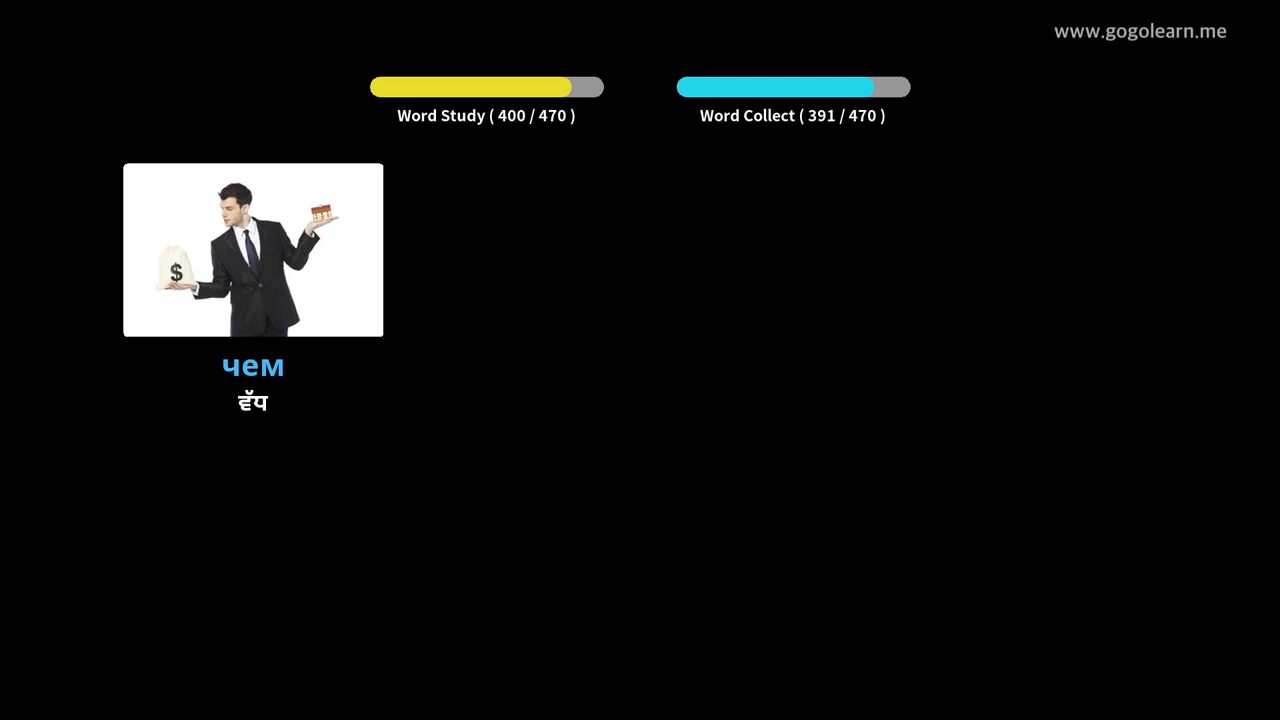 www.gogolearn.me
Word Study ( 400 / 470 )
Word Collect ( 391 / 470 )
$
чем
ਵੱਧ